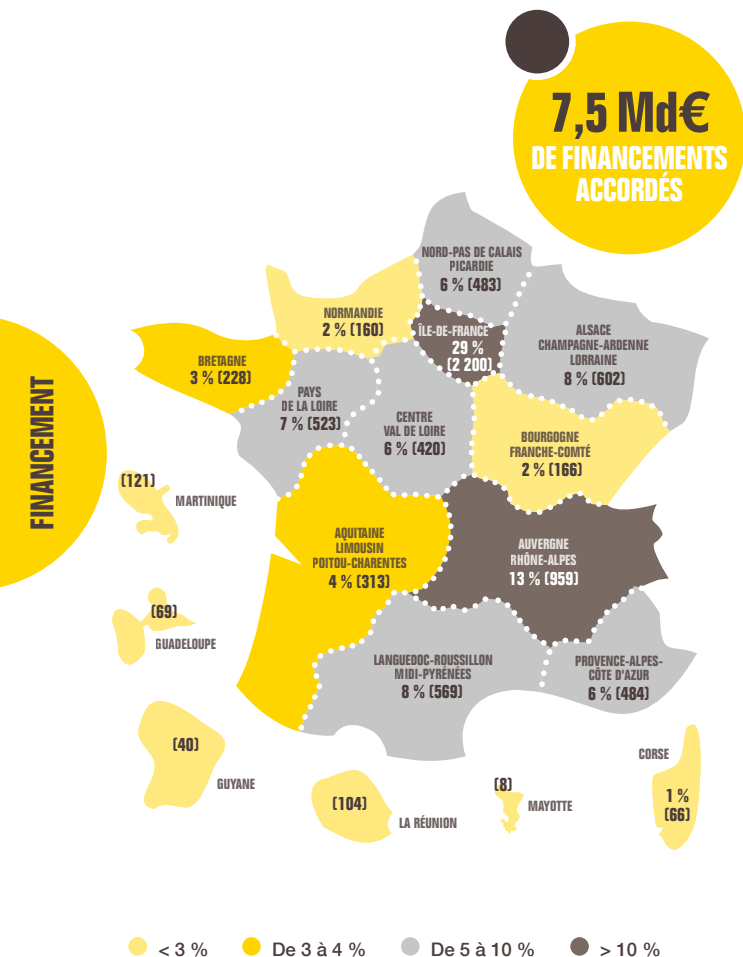 7,5 Md€
DE FINANCEMENTS
ACCORDÉS
FINANCEMENT
NORD-PAS DE CALAIS
PICARDIE
6 % (483)
NORMANDIE
2 % (160)
ÎLE-DE-FRANCE
29 %
(2 200)
ALSACE
CHAMPAGNE-ARDENNE
LORRAINE
8 % (602)
BRETAGNE
3 % (228)
PAYS
DE LA LOIRE
7 % (523)
CENTRE
VAL DE LOIRE
6 % (420)
BOURGOGNE
FRANCHE-COMTÉ
2 % (166)
(121)
MARTINIQUE
AQUITAINE
LIMOUSIN
POITOU-CHARENTES
4 % (313)
AUVERGNE
RHÔNE-ALPES
13 % (959)
(69)
GUADELOUPE
LANGUEDOC-ROUSSILLON
MIDI-PYRÉNÉES
8 % (569)
PROVENCE-ALPES-
CÔTE D'AZUR
6 % (484)
(40)
GUYANE
(104)
LA RÉUNION
(8)
MAYOTTE
CORSE
1 %
(66)
< 3 %
De 3 à 4 %
De 5 à 10 %
> 10 %